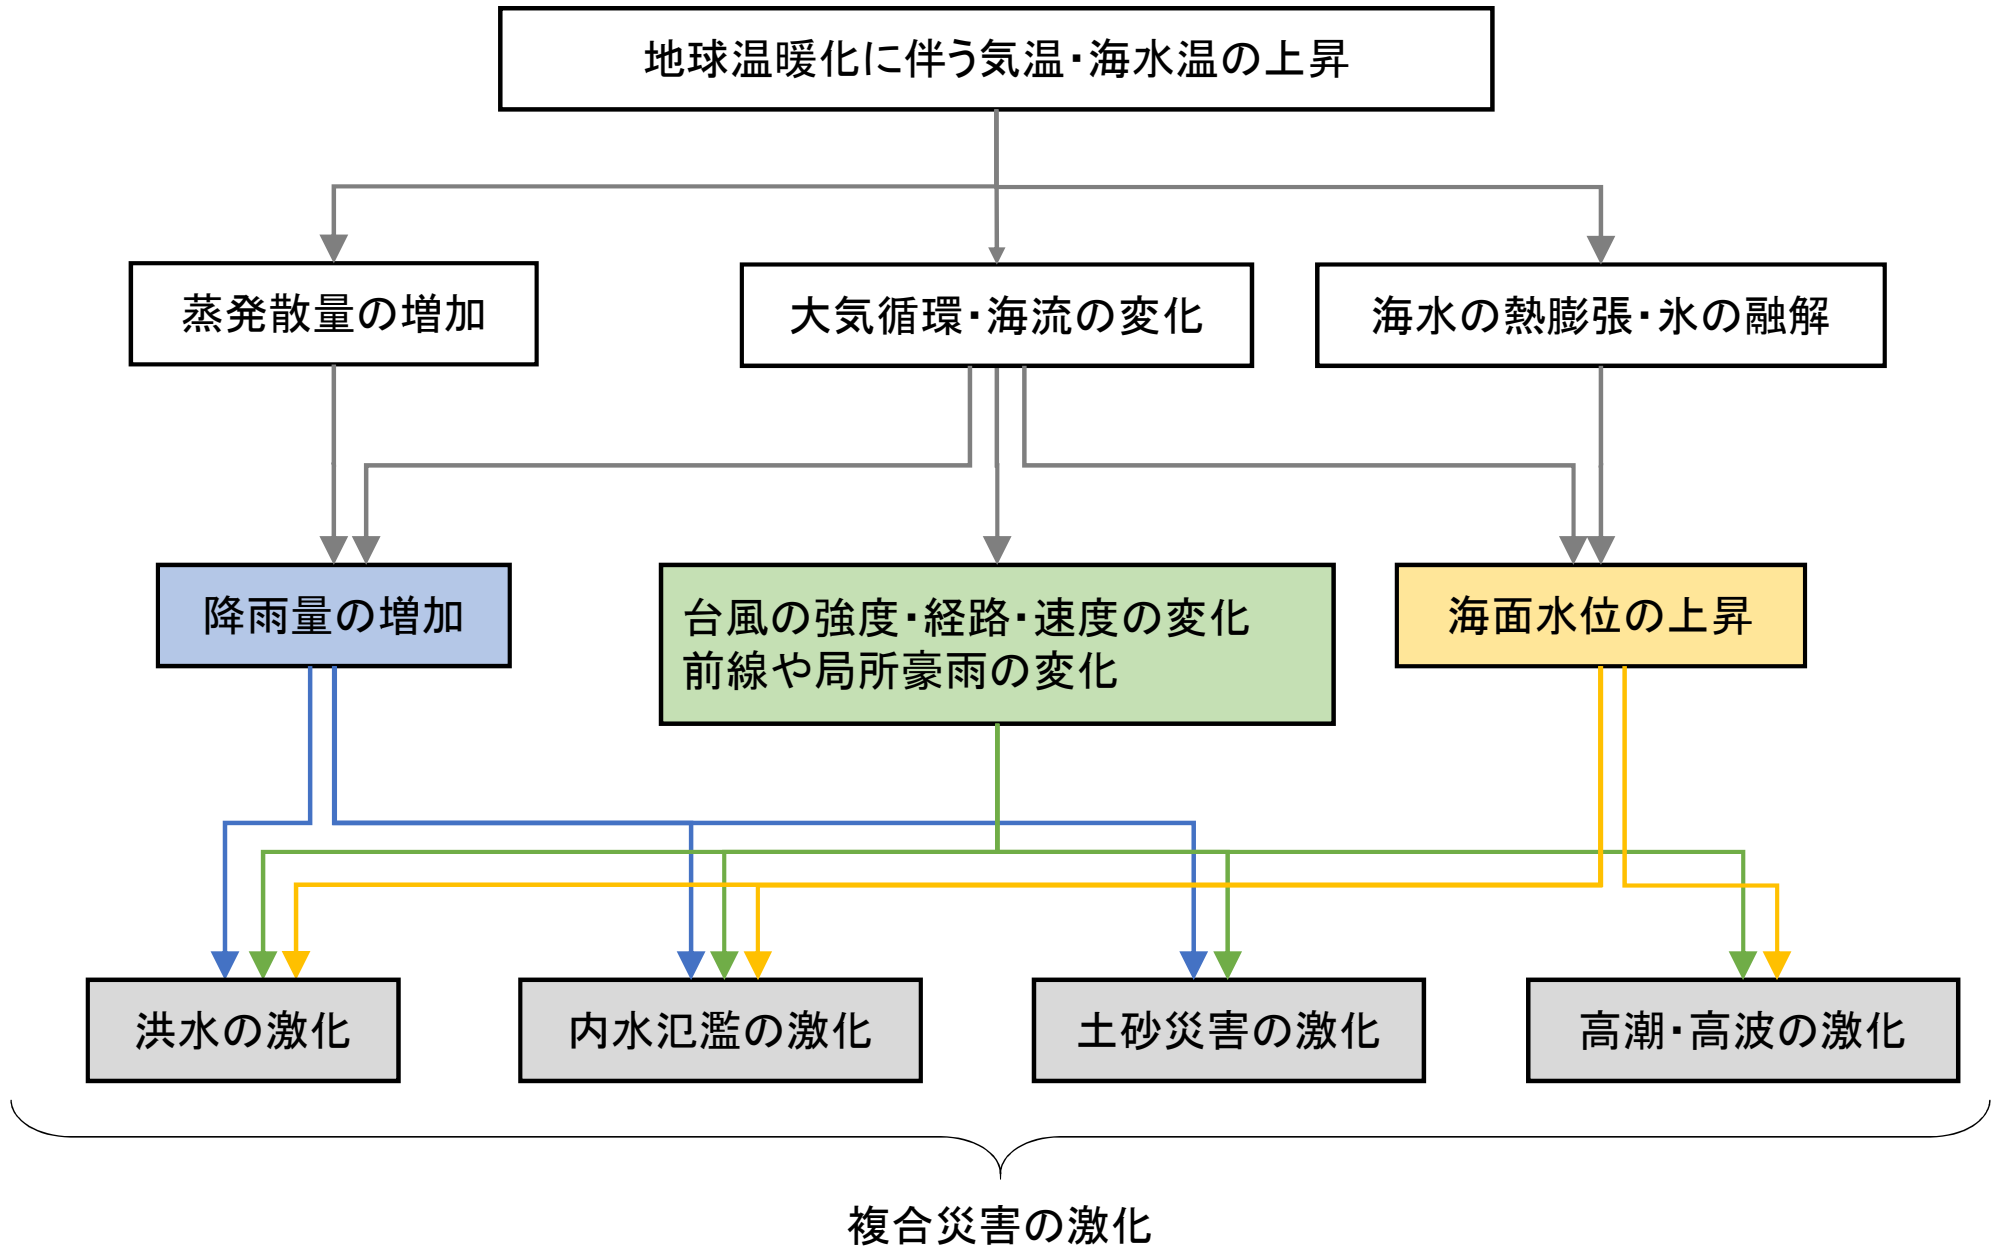 地球温暖化に伴う気温・海水温の上昇
蒸発散量の増加
大気循環・海流の変化
海水の熱膨張・氷の融解
降雨量の増加
台風の強度・経路・速度の変化
前線や局所豪雨の変化
海面水位の上昇
洪水の激化
内水氾濫の激化
土砂災害の激化
高潮・高波の激化
複合災害の激化